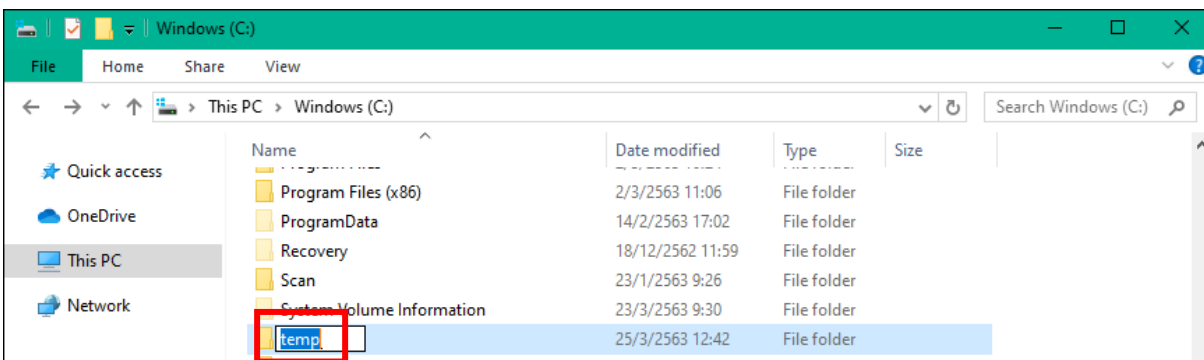 Windows (C:)
File Home Share View
This PC > Windows (C:) Search Windows (C:)
Name Date modified Type Size
Quick access
Program Files (x86) 2/3/2563 11:06 File folder
OneDrive
ProgramData 14/2/2563 17:02 File folder
This PC
Recovery 18/12/2562 11:59 File folder
Scan 23/1/2563 9:26 File folder
Network
System Volume Information 23/3/2563 9:30 File folder
temp 25/3/2563 12:42 File folder